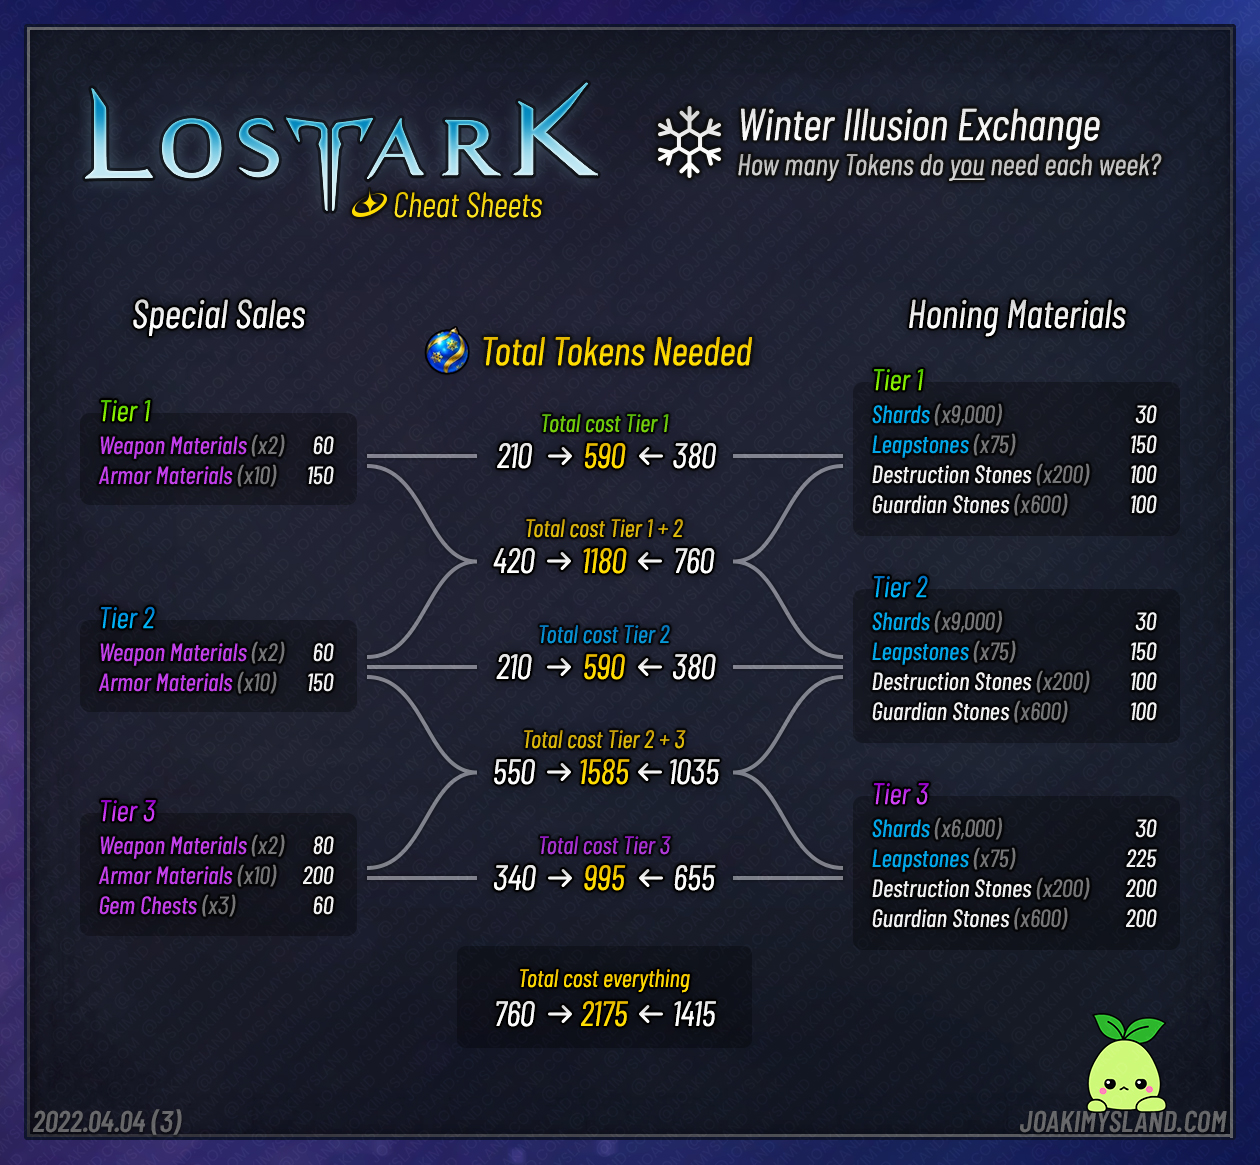 LOST ARK
Cheat Sheets
Winter Illusion Exchange
How many Tokens do you need each week?
Special Sales
Tier 1
Weapon Materials (x2) 60
Armor Materials (x10) 150
Tier 2
Weapon Materials (x2) 60
Armor Materials (x10) 150
Tier 3
Weapon Materials (x2) 80
Armor Materials (x10) 200
Gem Chests (x3) 60
Total Tokens Needed
Total cost Tier 1
210 → 590 ← 380
Total cost Tier 1 + 2
420 → 1180 ← 760
Total cost Tier 2
210 → 590 ← 380
Total cost Tier 2 + 3
550 → 1585 ← 1035
Total cost Tier 3
340 → 995 ← 655
Total cost everything
760 → 2175 ← 1415
Honing Materials
Tier 1
Shards (x9,000) 30
Leapstones (x75) 150
Destruction Stones (x200) 100
Guardian Stones (x600) 100
Tier 2
Shards (x9,000) 30
Leapstones (x75) 150
Destruction Stones (x200) 100
Guardian Stones (x600) 100
Tier 3
Shards (x6,000) 30
Leapstones (x75) 225
Destruction Stones (x200) 200
Guardian Stones (x600) 200
2022.04.04 (3)
JOAKIMYSLAND.COM